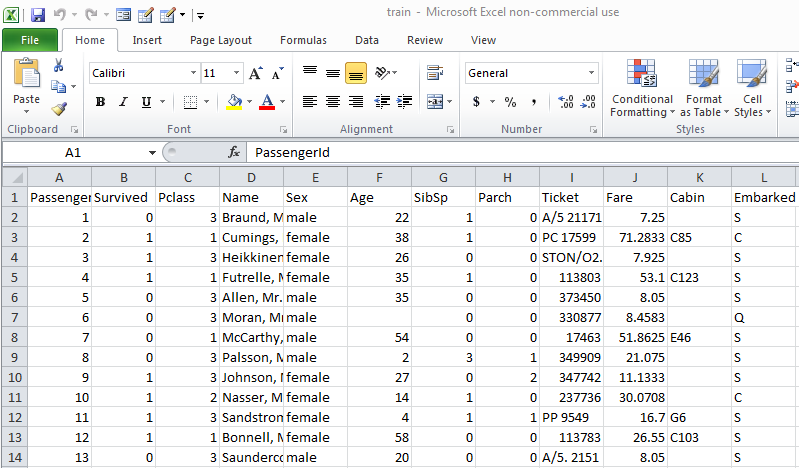 train - Microsoft Excel non-commercial use
File Home Insert Page Layout Formulas Data Review View
Calibri 11 A A General
Paste B I U A $ % , .00 .00 Conditional Formatting Format as Table Cell Styles
Clipboard Font Alignment Number Styles
A1 fx PassengerId
A B C D E F G H I J K L
1 Passenger Survived Pclass Name Sex Age SibSp Parch Ticket Fare Cabin Embarked
2 1 0 3 Braund, M male 22 1 0 A/5 21171 7.25 S
3 2 1 1 Cumings, female 38 1 0 PC 17599 71.2833 C85 C
4 3 1 3 Heikkinen female 26 0 0 STON/O2. 7.925 S
5 4 1 1 Futrelle, M female 35 1 0 113803 53.1 C123 S
6 5 0 3 Allen, Mr. male 35 0 0 373450 8.05 S
7 6 0 3 Moran, Mr male 0 0 330877 8.4583 Q
8 7 0 1 McCarthy, male 54 0 0 17463 51.8625 E46 S
9 8 0 3 Palsson, M male 2 3 1 349909 21.075 S
10 9 1 3 Johnson, M female 27 0 2 347742 11.1333 S
11 10 1 2 Nasser, M female 14 1 0 237736 30.0708 C
12 11 1 3 Sandstrom female 4 1 1 PP 9549 16.7 G6 S
13 12 1 1 Bonnell, M female 58 0 0 113783 26.55 C103 S
14 13 0 3 Saunderco male 20 0 0 A/5. 2151 8.05 S